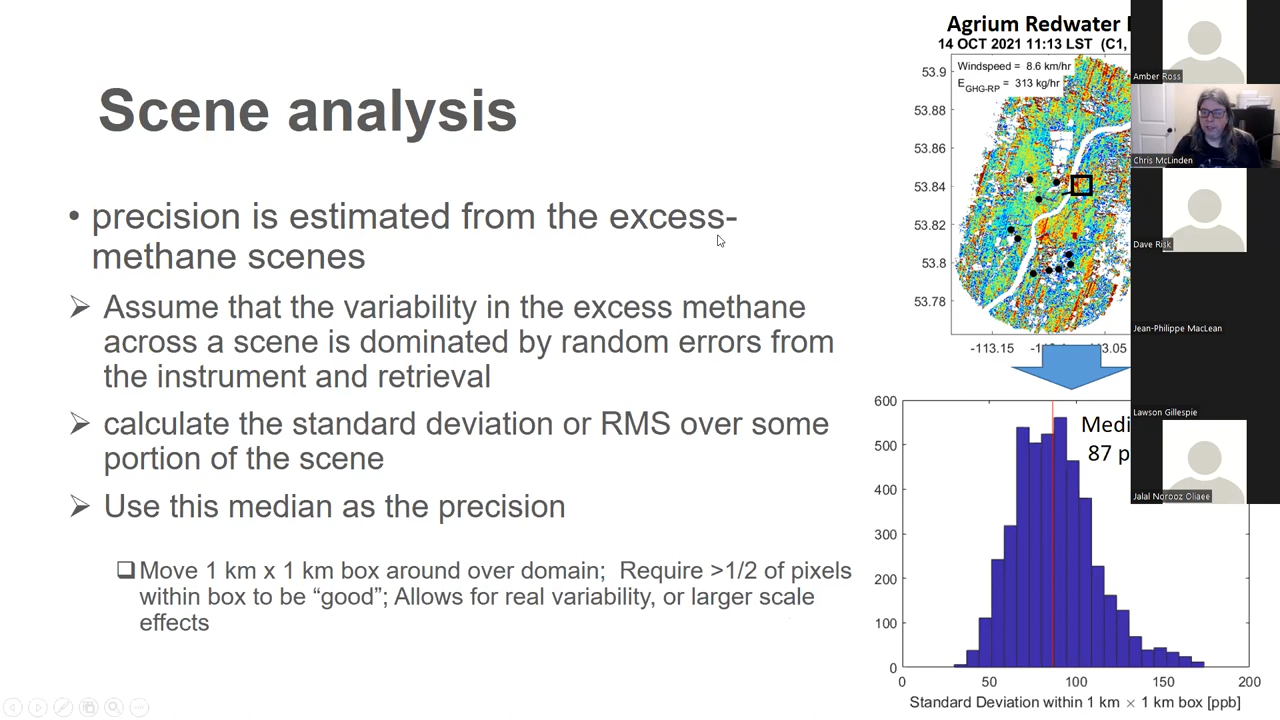 Scene analysis
• precision is estimated from the excess-
methane scenes
➢ Assume that the variability in the excess methane
across a scene is dominated by random errors from
the instrument and retrieval
➢ calculate the standard deviation or RMS over some
portion of the scene
➢ Use this median as the precision
❑ Move 1 km x 1 km box around over domain; Require >1/2 of pixels
within box to be “good”; Allows for real variability, or larger scale
effects
Agrium Redwater
14 OCT 2021 11:13 LST (C1,
Windspeed = 8.6 km/hr
E_GHG-RP = 313 kg/hr
53.9
53.88
53.86
53.84
53.82
53.8
53.78
-113.15
600
500
400
300
200
100
0
Medi
87 p
0 50 100 150 200
Standard Deviation within 1 km × 1 km box [ppb]
Amber Ross
Chris McLinden
Dave Risk
Jean-Philippe MacLean
Lawson Gillespie
Jalal Norooz Oliaee